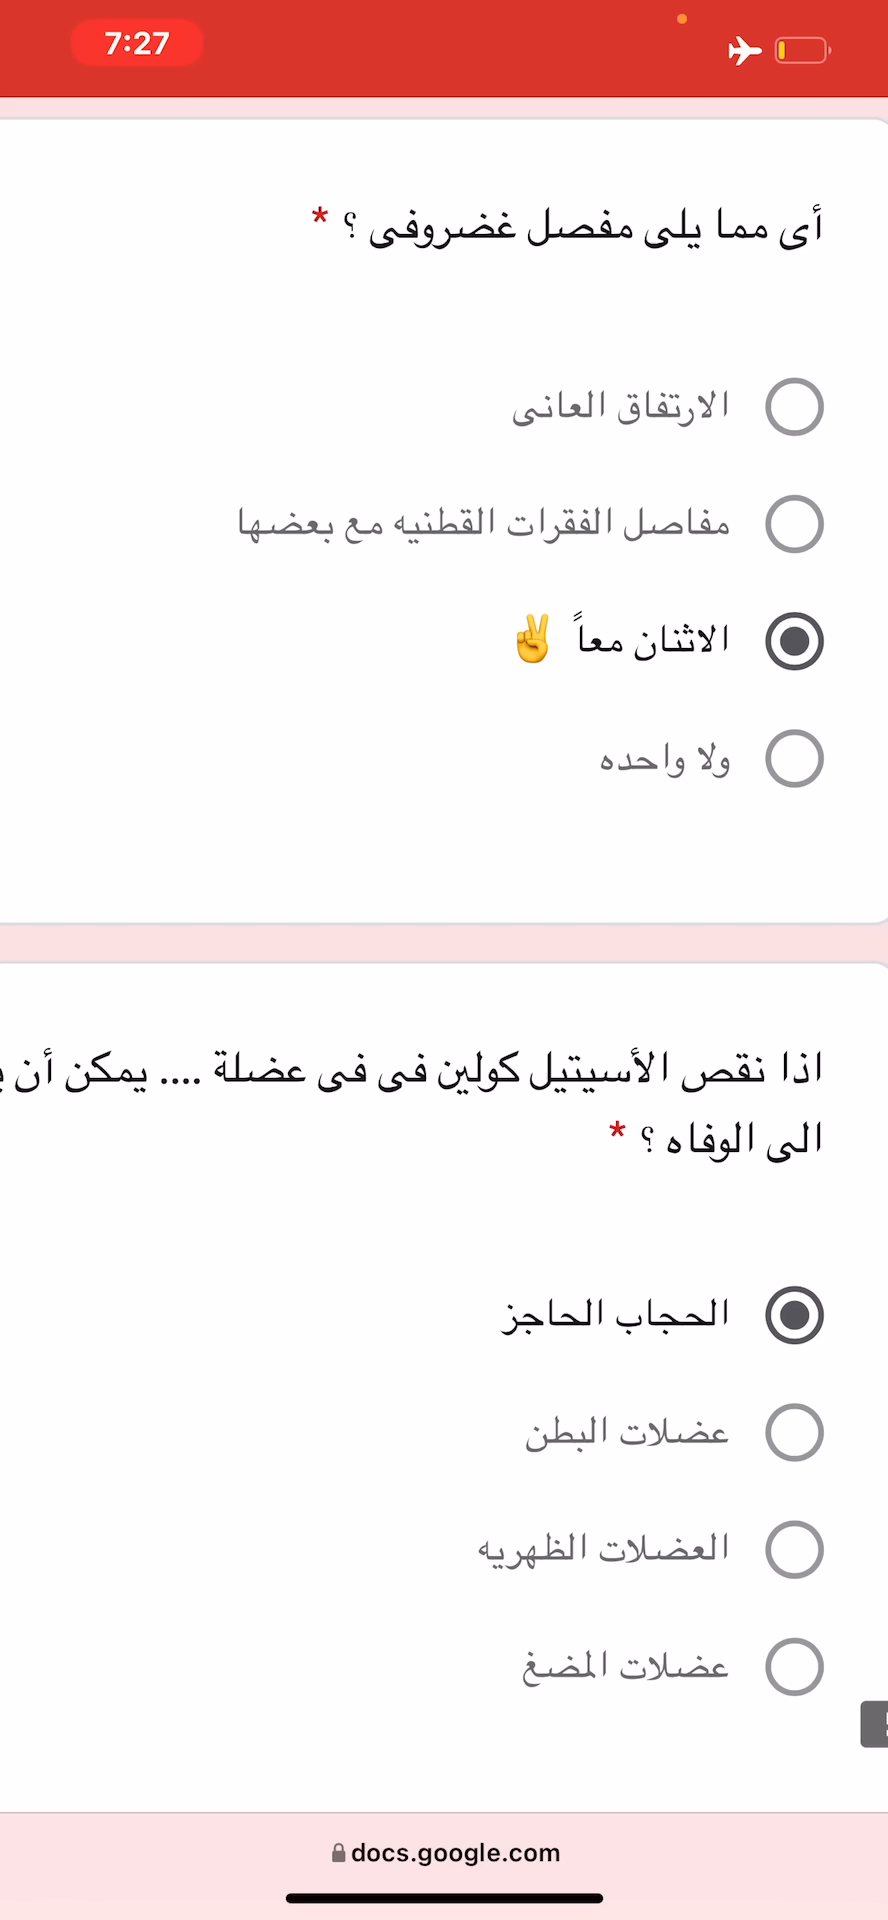 7:27
أى مما يلى مفصل غضروفى ؟ *
الارتفاق العانى
مفاصل الفقرات القطنيه مع بعضها
الاثنان معاً ✌️
ولا واحده
اذا نقص الأسيتيل كولين فى فى عضلة .... يمكن أن
الى الوفاه ؟ *
الحجاب الحاجز
عضلات البطن
العضلات الظهريه
عضلات المضغ
docs.google.com